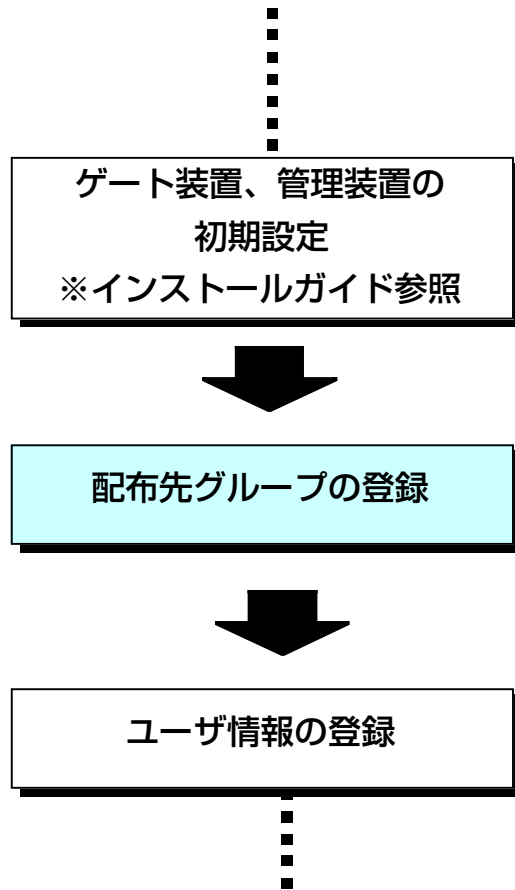 ゲート装置、管理装置の
初期設定
※インストールガイド参照
配布先グループの登録
ユーザ情報の登録